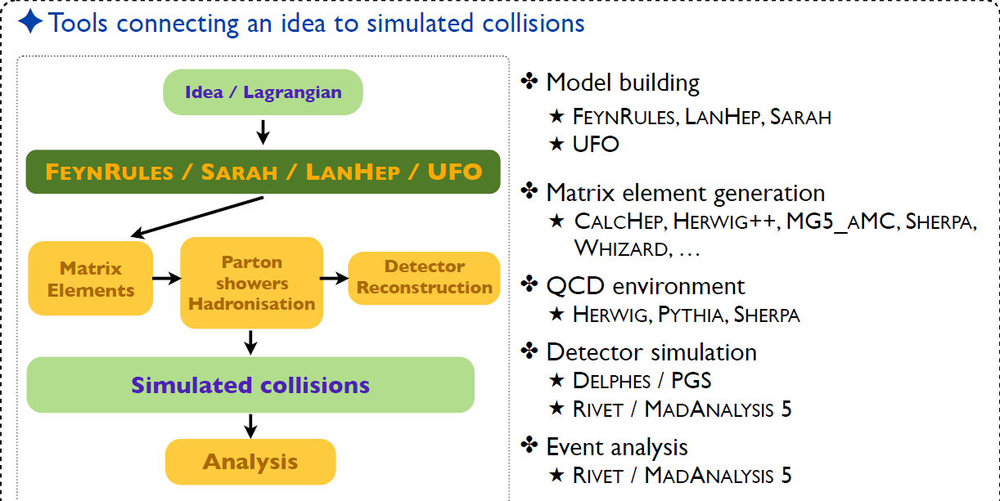 Tools connecting an idea to simulated collisions
Idea / Lagrangian
FEYNRULES / SARAH / LANHEP / UFO
Matrix
Elements
Parton
showers
Hadronisation
Detector
Reconstruction
Simulated collisions
Analysis
Model building
★ FEYNRULES, LANHEP, SARAH
★ UFO
Matrix element generation
★ CALCHEP, HERWIG++, MG5_AMC, SHERPA,
WHIZARD, …
QCD environment
★ HERWIG, PYTHIA, SHERPA
Detector simulation
★ DELPHES / PGS
★ RIVET / MADANALYSIS 5
Event analysis
★ RIVET / MADANALYSIS 5